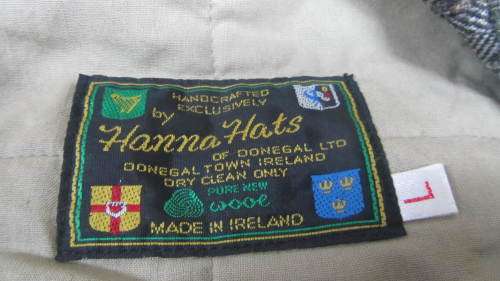 HANDCRAFTED
EXCLUSIVELY
by
Hanna Hats
OF DONEGAL LTD
DONEGAL TOWN IRELAND
DRY CLEAN ONLY
PURE NEW
wool
MADE IN IRELAND
L